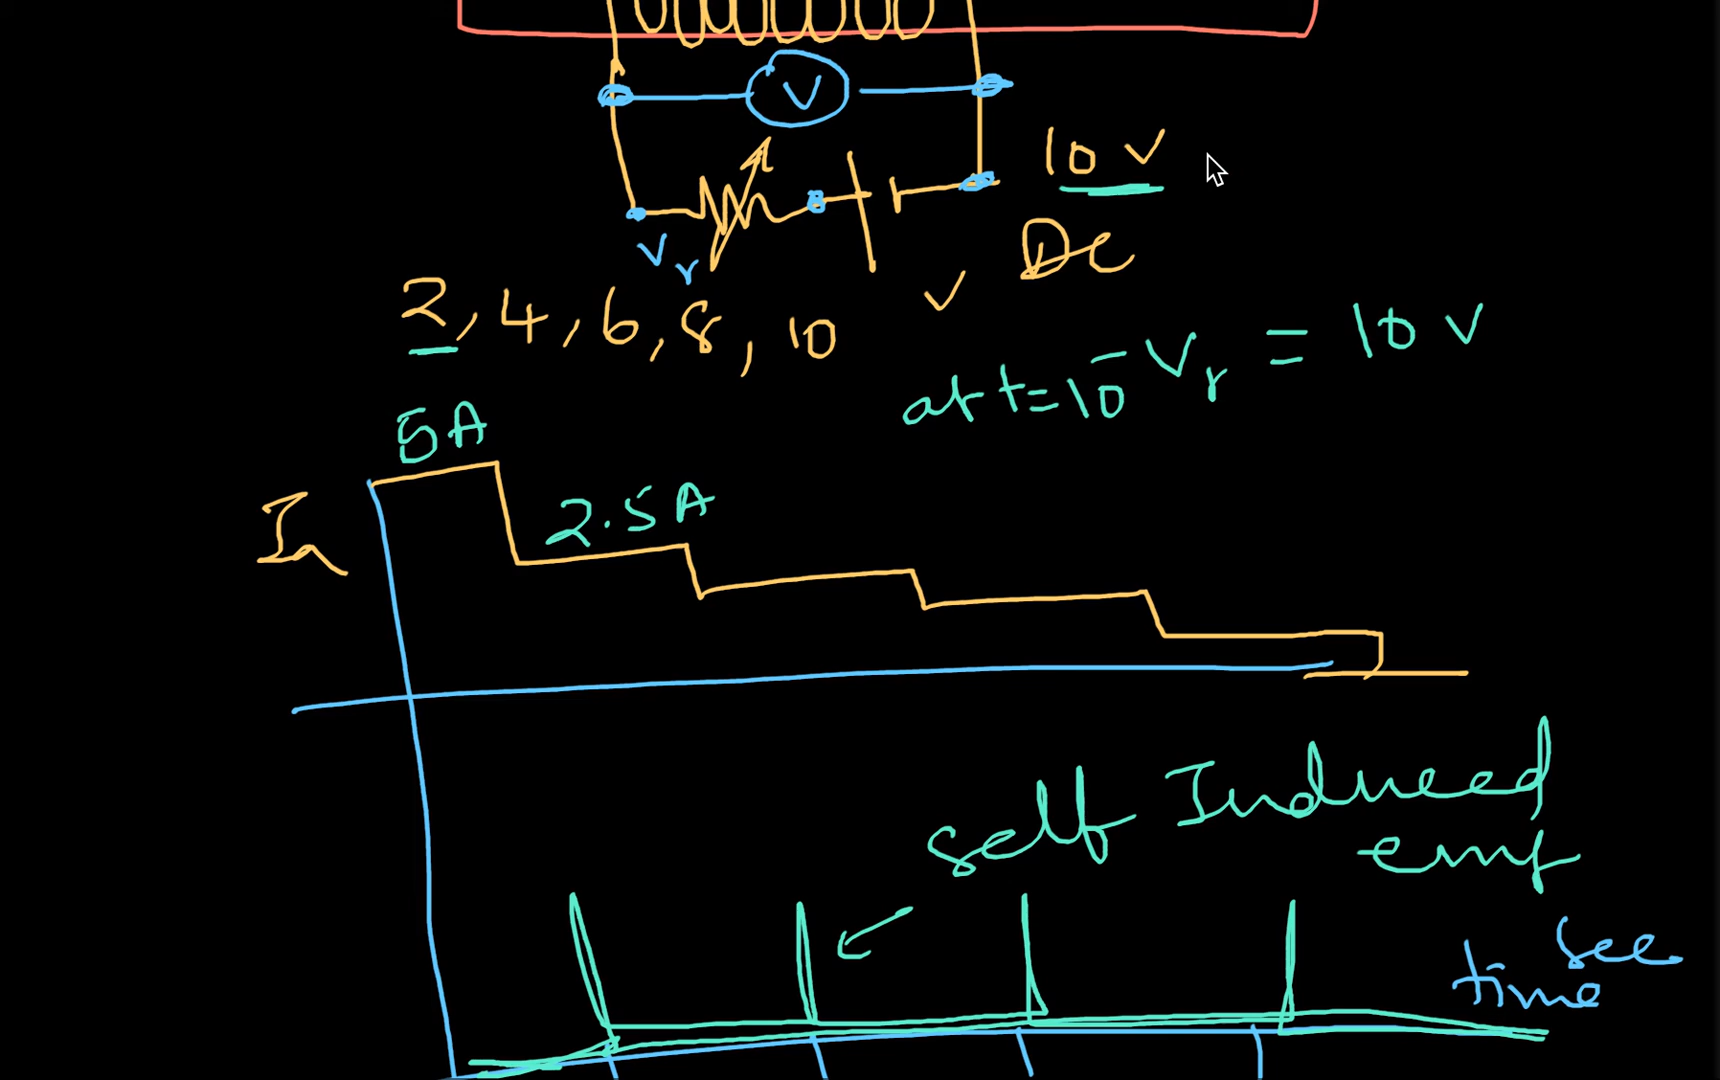 V
10 V
Vr
DC
2, 4, 6, 8, 10 V
at t=10⁻ Vr = 10 V
5A
2.5A
Ia
self Induced
emf
time sec